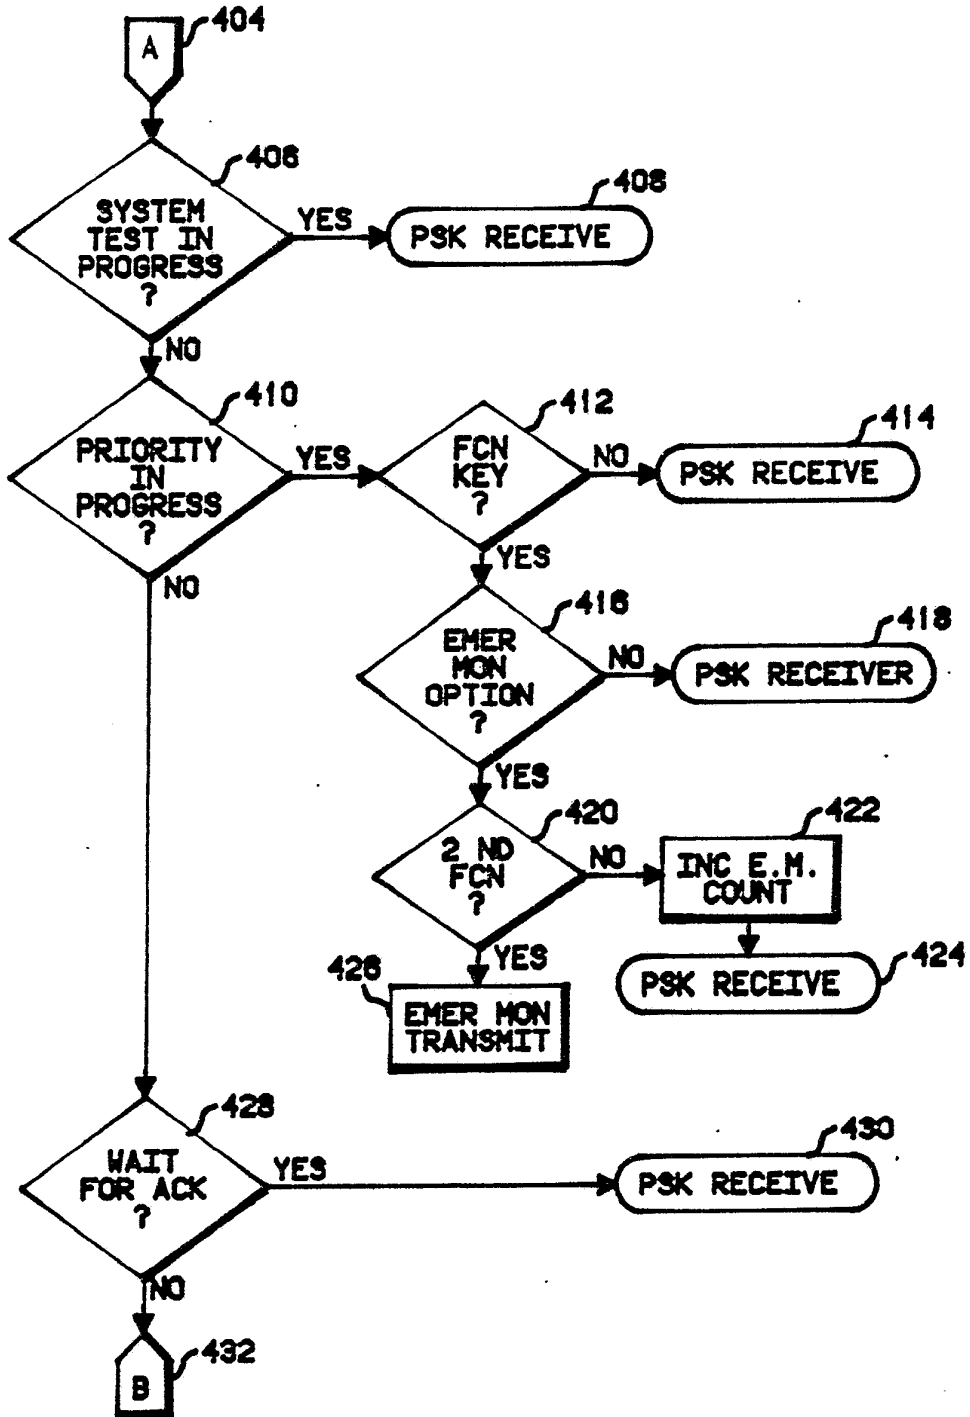 404
A
406
SYSTEM
TEST IN
PROGRESS
?
YES
408
PSK RECEIVE
NO
410
PRIORITY
IN
PROGRESS
?
YES
412
FCN
KEY
?
NO
414
PSK RECEIVE
NO
YES
416
EMER
MON
OPTION
?
NO
418
PSK RECEIVER
YES
420
2 ND
FCN
?
NO
422
INC E.M.
COUNT
YES
424
PSK RECEIVE
426
EMER MON
TRANSMIT
428
WAIT
FOR ACK
?
YES
430
PSK RECEIVE
NO
432
B